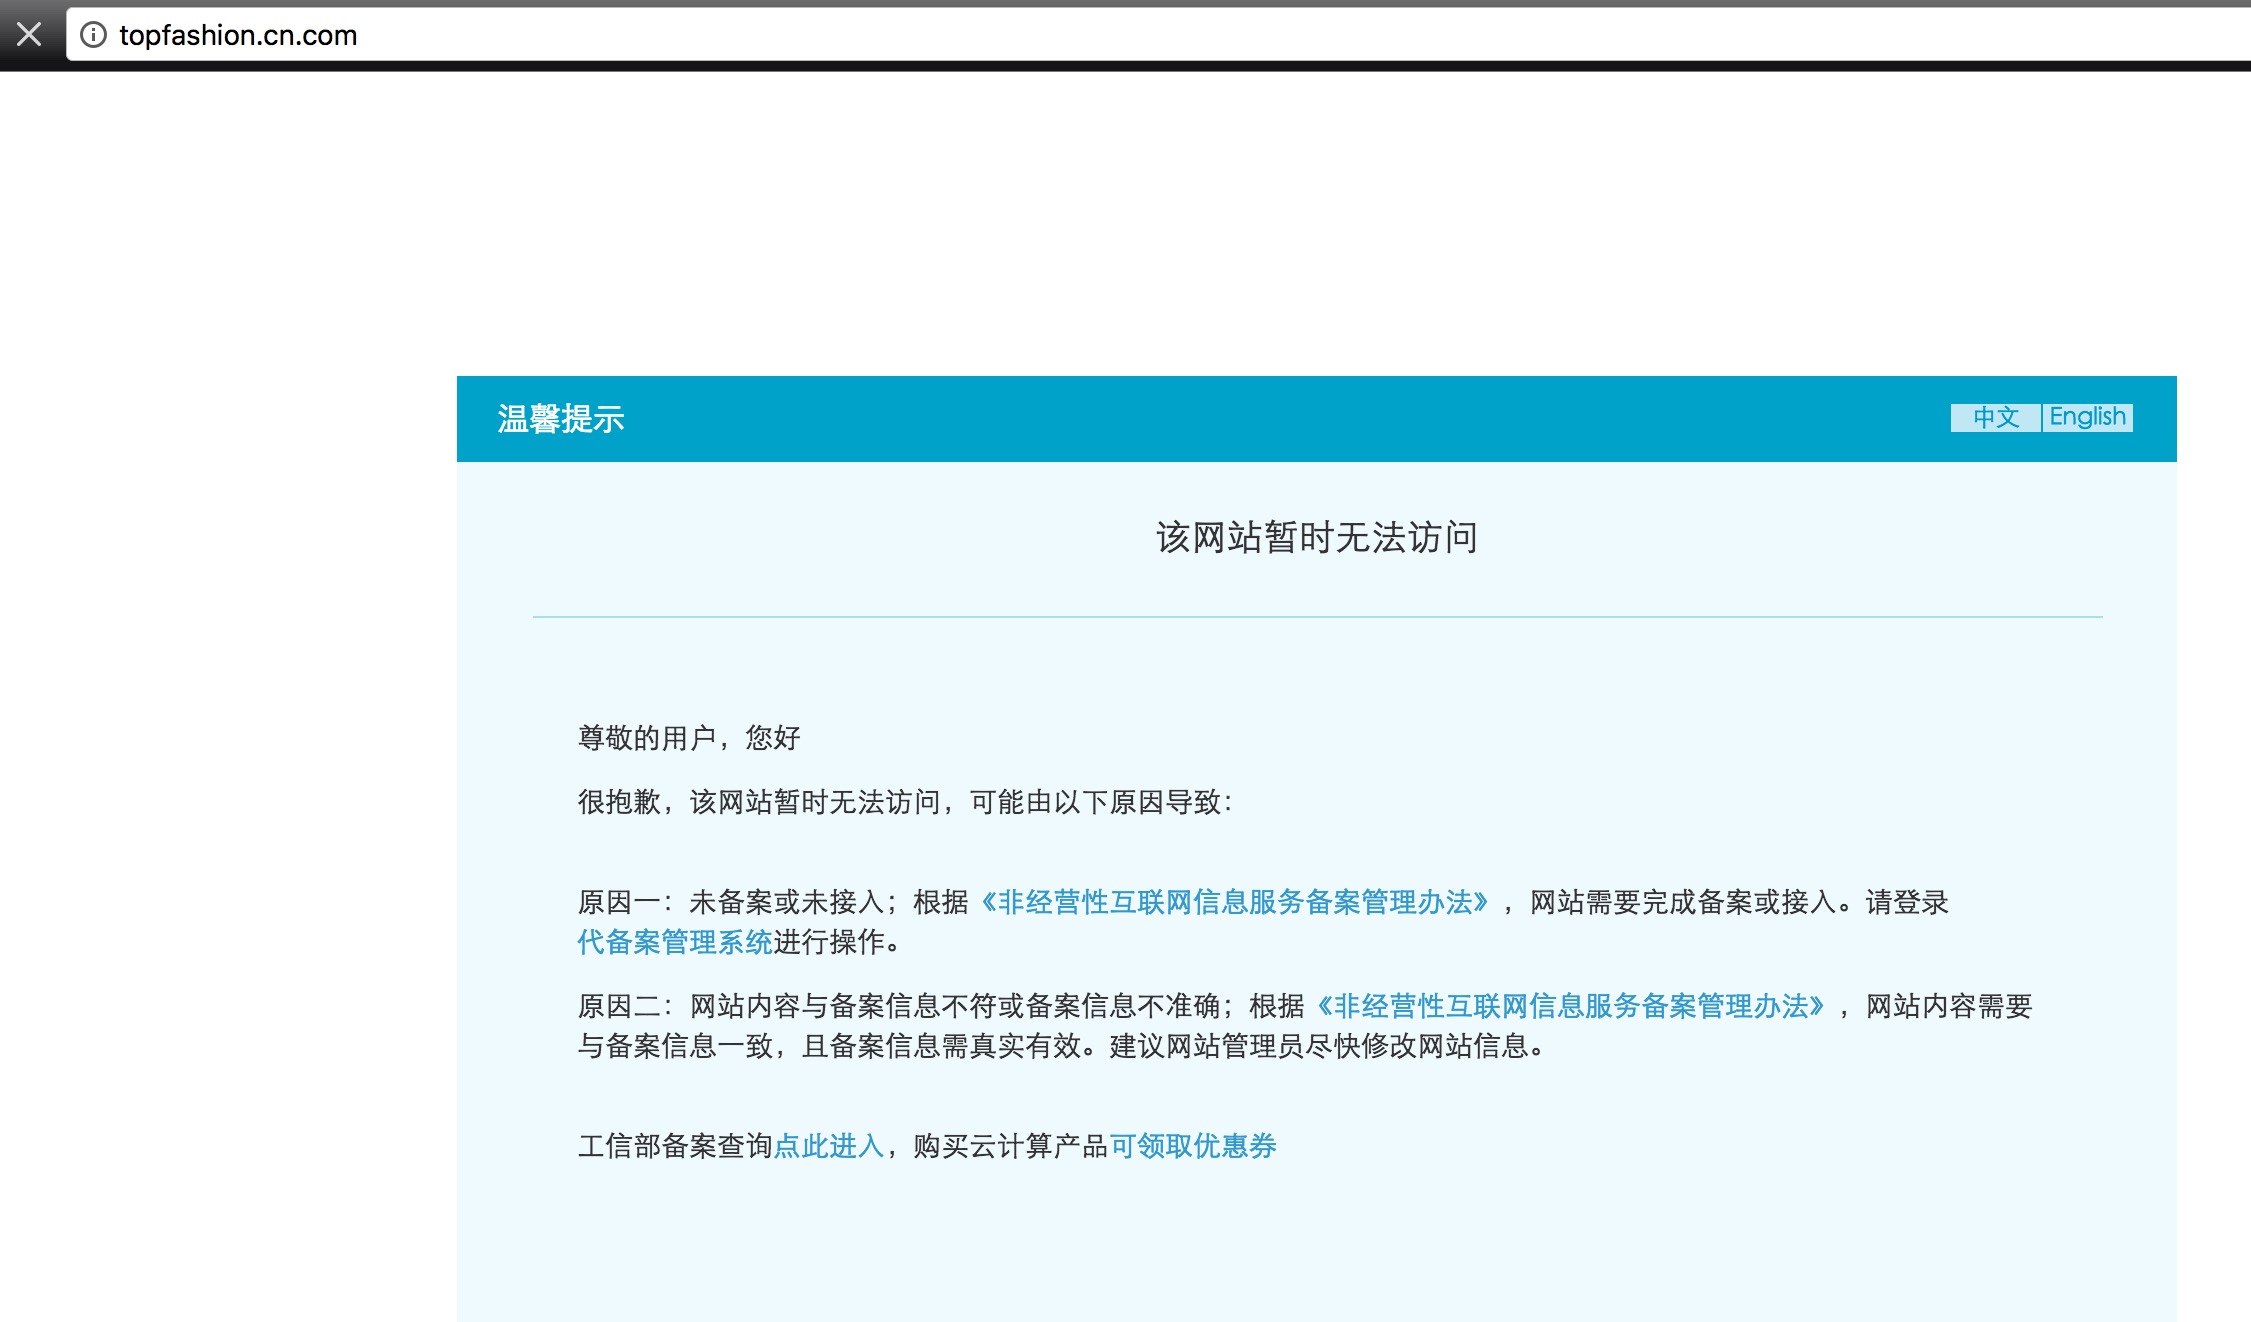 topfashion.cn.com
温馨提示
中文
English
该网站暂时无法访问
尊敬的用户，您好
很抱歉，该网站暂时无法访问，可能由以下原因导致：
原因一：未备案或未接入；根据《非经营性互联网信息服务备案管理办法》，网站需要完成备案或接入。请登录
代备案管理系统进行操作。
原因二：网站内容与备案信息不符或备案信息不准确；根据《非经营性互联网信息服务备案管理办法》，网站内容需要
与备案信息一致，且备案信息需真实有效。建议网站管理员尽快修改网站信息。
工信部备案查询点此进入，购买云计算产品可领取优惠券